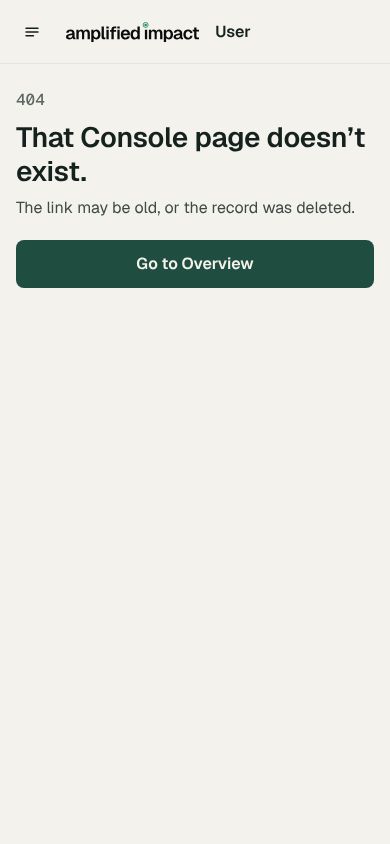 amplified impact User
404
That Console page doesn’t
exist.
The link may be old, or the record was deleted.
Go to Overview